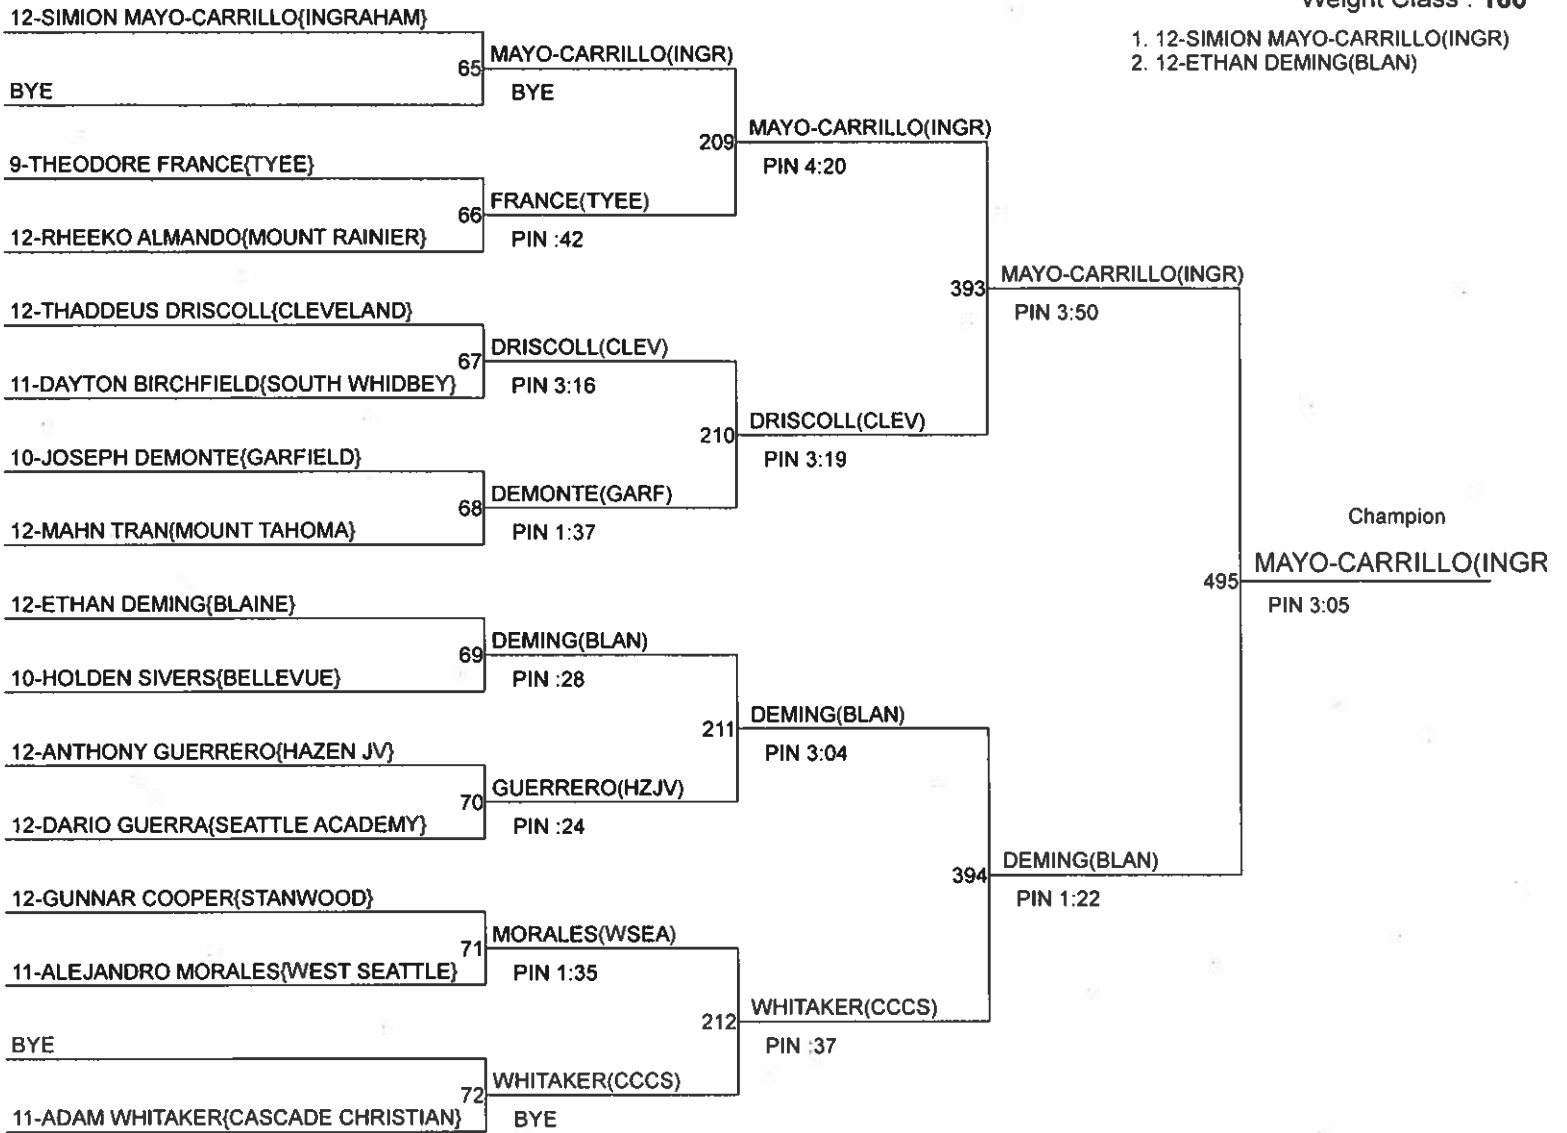 12-SIMION MAYO-CARRILLO{INGRAHAM}
Weight Class :
1. 12-SIMION MAYO-CARRILLO(INGR)
2. 12-ETHAN DEMING(BLAN)
65 MAYO-CARRILLO(INGR)
BYE
BYE
209 MAYO-CARRILLO(INGR)
PIN 4:20
9-THEODORE FRANCE{TYEE}
66 FRANCE(TYEE)
PIN :42
12-RHEEKO ALMANDO{MOUNT RAINIER}
393 MAYO-CARRILLO(INGR)
PIN 3:50
12-THADDEUS DRISCOLL{CLEVELAND}
67 DRISCOLL(CLEV)
PIN 3:16
11-DAYTON BIRCHFIELD{SOUTH WHIDBEY}
210 DRISCOLL(CLEV)
PIN 3:19
10-JOSEPH DEMONTE{GARFIELD}
68 DEMONTE(GARF)
PIN 1:37
12-MAHN TRAN{MOUNT TAHOMA}
Champion
495 MAYO-CARRILLO(INGR
PIN 3:05
12-ETHAN DEMING{BLAINE}
69 DEMING(BLAN)
PIN :28
10-HOLDEN SIVERS{BELLEVUE}
211 DEMING(BLAN)
PIN 3:04
12-ANTHONY GUERRERO{HAZEN JV}
70 GUERRERO(HZJV)
PIN :24
12-DARIO GUERRA{SEATTLE ACADEMY}
394 DEMING(BLAN)
PIN 1:22
12-GUNNAR COOPER{STANWOOD}
71 MORALES(WSEA)
PIN 1:35
11-ALEJANDRO MORALES{WEST SEATTLE}
212 WHITAKER(CCCS)
PIN :37
BYE
72 WHITAKER(CCCS)
BYE
11-ADAM WHITAKER{CASCADE CHRISTIAN}